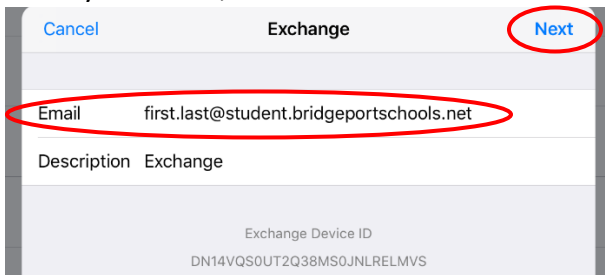 Cancel Exchange Next
Email first.last@student.bridgeportschools.net
Description Exchange
Exchange Device ID
DN14VQS0UT2Q38MS0JNLRELMVS